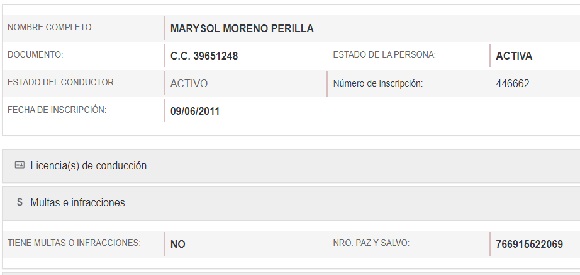 NOMBRE COMPLETO: MARYSOL MORENO PERILLA
DOCUMENTO: C.C. 39651248 ESTADO DE LA PERSONA: ACTIVA
ESTADO DEL CONDUCTOR: ACTIVO Número de inscripción: 446662
FECHA DE INSCRIPCIÓN: 09/06/2011
Licencia(s) de conducción
$ Multas e infracciones
TIENE MULTAS O INFRACCIONES: NO NRO. PAZ Y SALVO: 766915622069